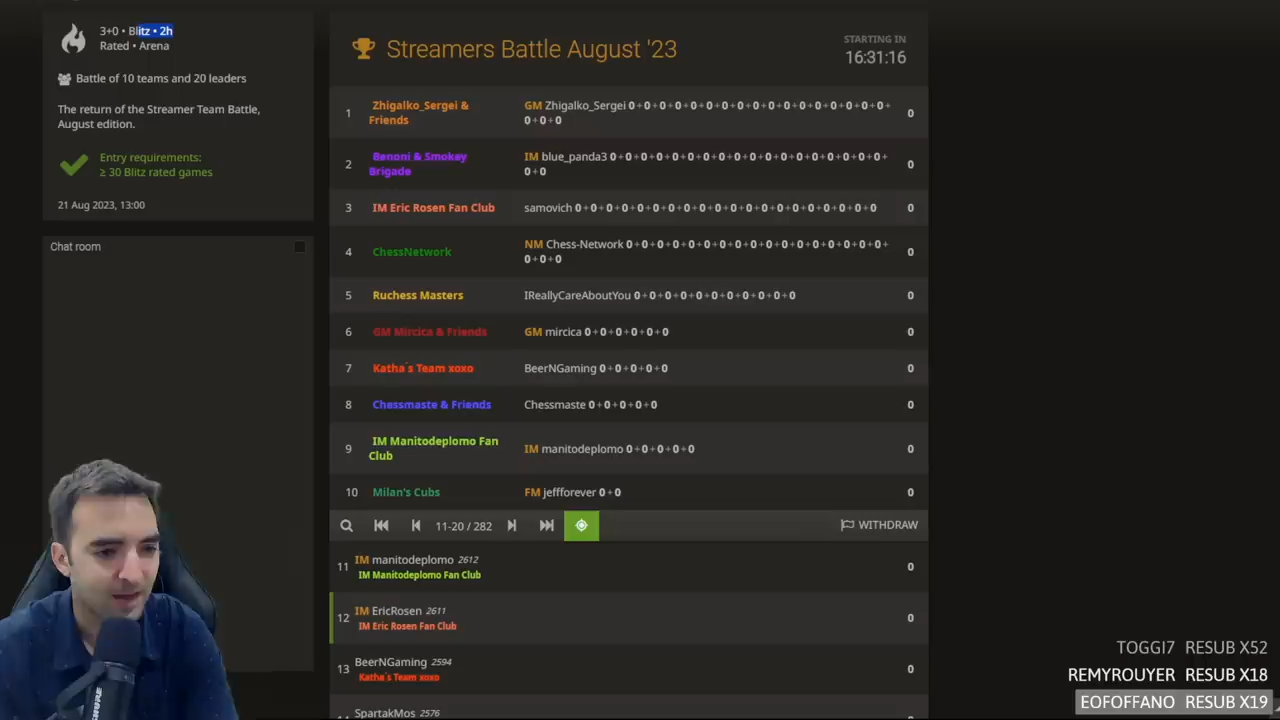 3+0 • Blitz • 2h
Rated • Arena
Battle of 10 teams and 20 leaders
The return of the Streamer Team Battle,
August edition.
Entry requirements:
≥ 30 Blitz rated games
21 Aug 2023, 13:00
Chat room
Streamers Battle August '23
STARTING IN
16:31:16
1 Zhigalko_Sergei & Friends GM Zhigalko_Sergei 0+0+0+0+0+0+0+0+0+0+0+0+0+0+0+0+0+
0+0+0 0
2 Benoni & Smokey Brigade IM blue_panda3 0+0+0+0+0+0+0+0+0+0+0+0+0+0+0+0+0+0+
0+0 0
3 IM Eric Rosen Fan Club samovich 0+0+0+0+0+0+0+0+0+0+0+0+0+0+0+0+0+0+0+0 0
4 ChessNetwork NM Chess-Network 0+0+0+0+0+0+0+0+0+0+0+0+0+0+0+0+0+
0+0+0 0
5 Ruchess Masters IReallyCareAboutYou 0+0+0+0+0+0+0+0+0+0+0 0
6 GM Mircica & Friends GM mircica 0+0+0+0+0+0 0
7 Katha´s Team xoxo BeerNGaming 0+0+0+0+0 0
8 Chessmaste & Friends Chessmaste 0+0+0+0+0 0
9 IM Manitodeplomo Fan Club IM manitodeplomo 0+0+0+0+0 0
10 Milan's Cubs FM jeffforever 0+0 0
11-20 / 282 WITHDRAW
11 IM manitodeplomo 2612 0
IM Manitodeplomo Fan Club
12 IM EricRosen 2611 0
IM Eric Rosen Fan Club
13 BeerNGaming 2594 0
Katha´s Team xoxo
SpartakMos 2576
TOGGI7 RESUB X52
REMYROUYER RESUB X18
EOFOFFANO RESUB X19